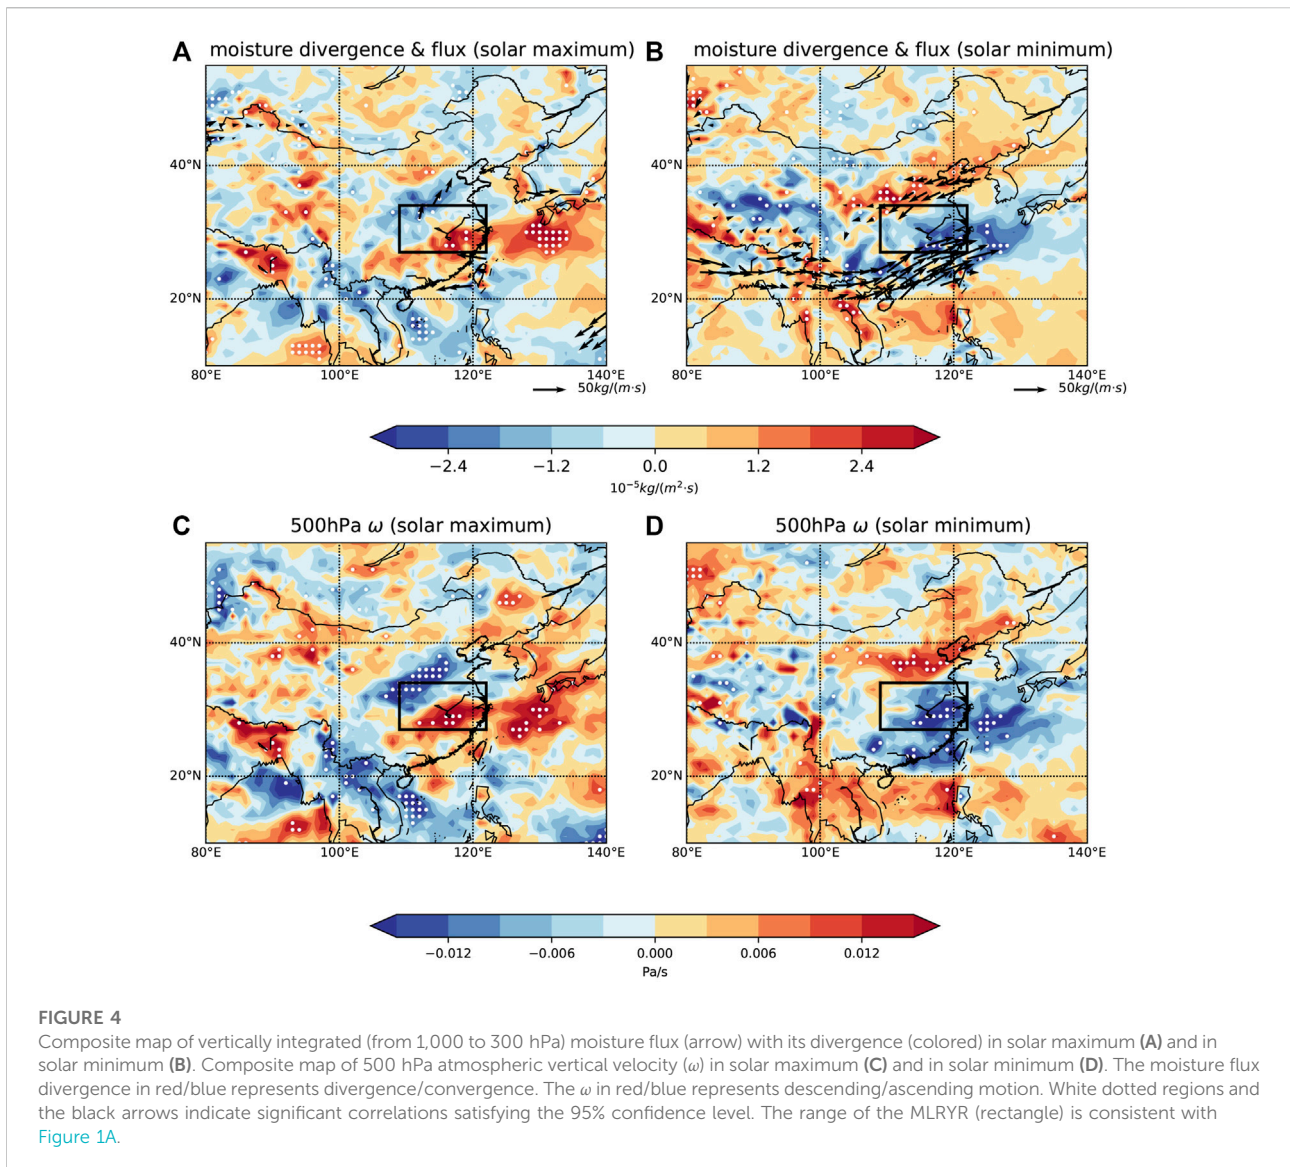 A moisture divergence & flux (solar maximum)
B moisture divergence & flux (solar minimum)
40°N
20°N
80°E 100°E 120°E 140°E
50kg/(m·s)
40°N
20°N
80°E 100°E 120°E 140°E
50kg/(m·s)
−2.4 −1.2 0.0 1.2 2.4
10⁻⁵kg/(m²·s)
C 500hPa ω (solar maximum)
D 500hPa ω (solar minimum)
40°N
20°N
80°E 100°E 120°E 140°E
40°N
20°N
80°E 100°E 120°E 140°E
−0.012 −0.006 0.000 0.006 0.012
Pa/s
FIGURE 4
Composite map of vertically integrated (from 1,000 to 300 hPa) moisture flux (arrow) with its divergence (colored) in solar maximum (A) and in
solar minimum (B). Composite map of 500 hPa atmospheric vertical velocity (ω) in solar maximum (C) and in solar minimum (D). The moisture flux
divergence in red/blue represents divergence/convergence. The ω in red/blue represents descending/ascending motion. White dotted regions and
the black arrows indicate significant correlations satisfying the 95% confidence level. The range of the MLRYR (rectangle) is consistent with
Figure 1A.